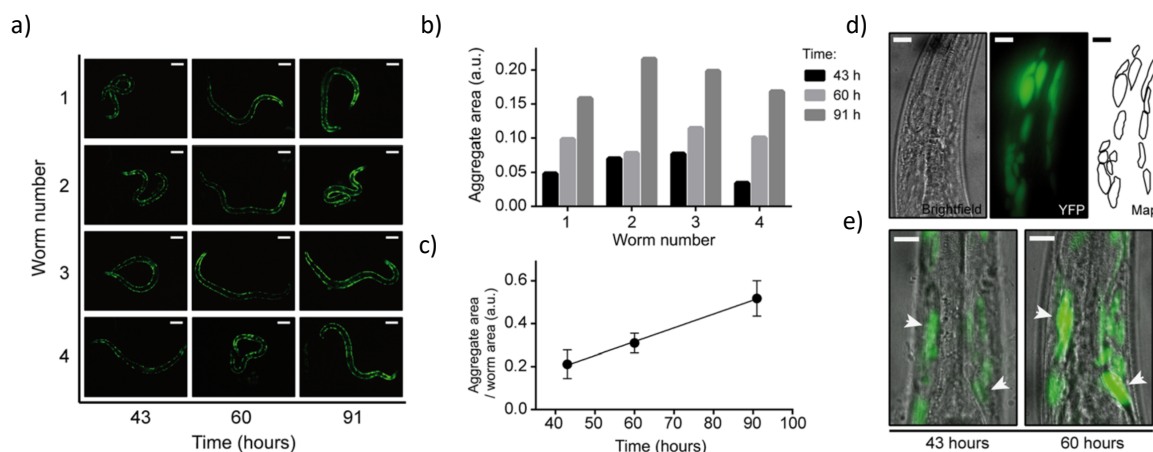 a)
Worm number
1
2
3
4
43 60 91
Time (hours)
b)
Aggregate area (a.u.)
0.20
0.15
0.10
0.05
0.00
1 2 3 4
Worm number
Time:
43 h
60 h
91 h
c)
Aggregate area
/ worm area (a.u.)
0.6
0.4
0.2
0.0
40 50 60 70 80 90 100
Time (hours)
d)
Brightfield YFP Map
e)
43 hours 60 hours